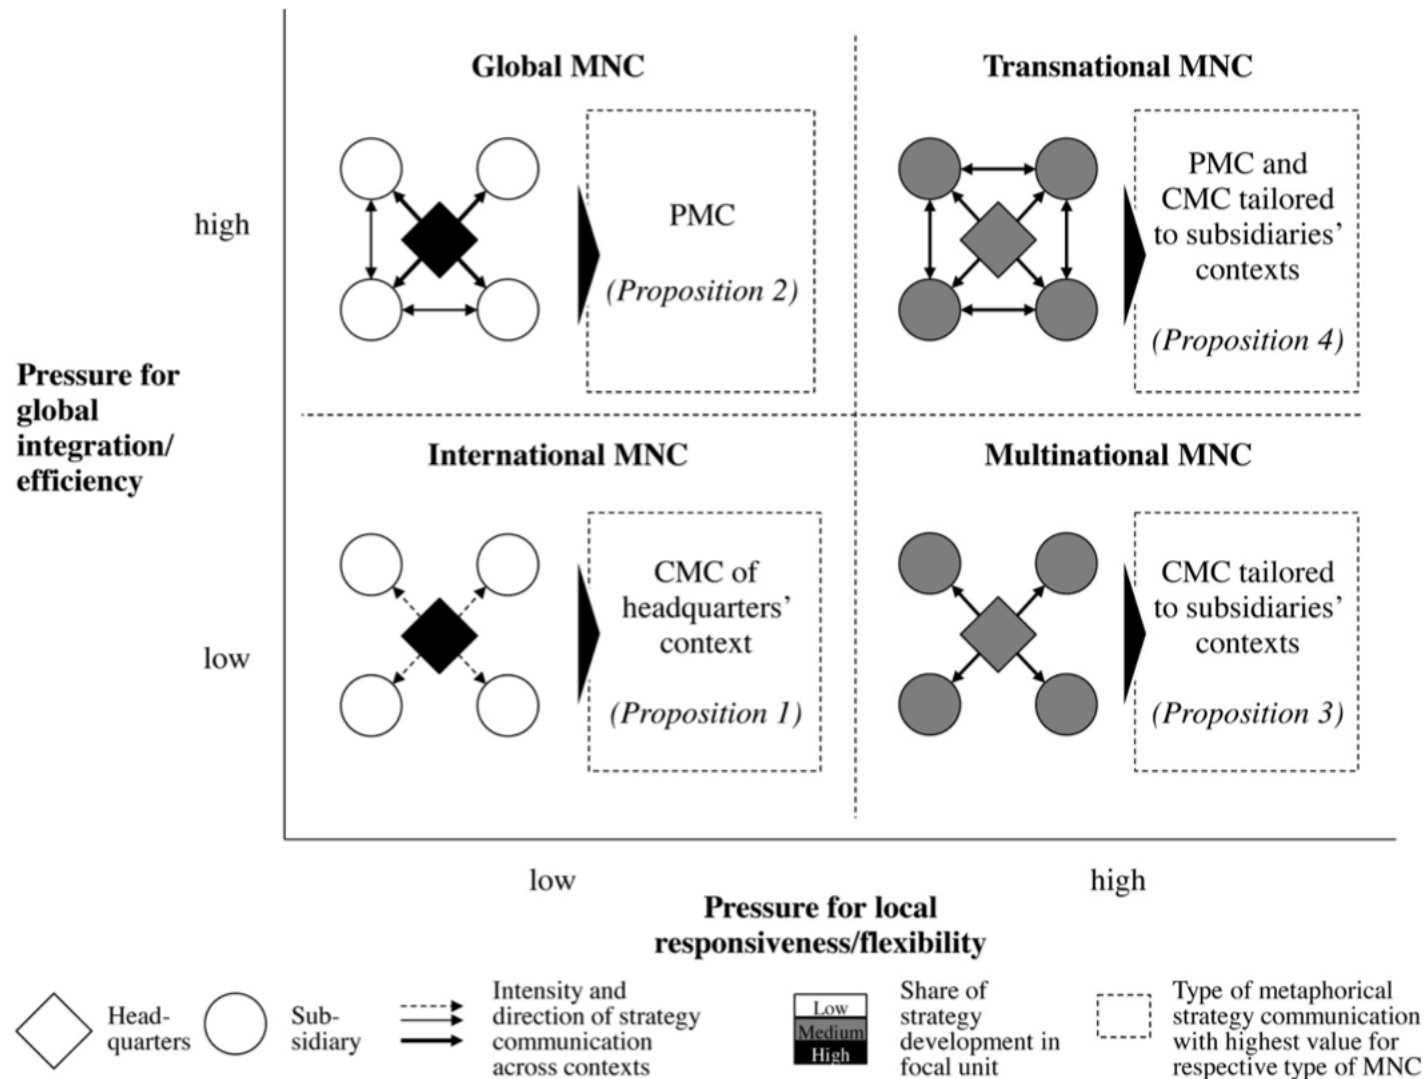 Global MNC
Transnational MNC
PMC
(Proposition 2)
PMC and
CMC tailored
to subsidiaries’
contexts
(Proposition 4)
high
Pressure for
global
integration/
efficiency
International MNC
Multinational MNC
CMC of
headquarters’
context
(Proposition 1)
CMC tailored
to subsidiaries’
contexts
(Proposition 3)
low
low
high
Pressure for local
responsiveness/flexibility
Head-
quarters
Sub-
sidiary
Intensity and
direction of strategy
communication
across contexts
Low
Medium
High
Share of
strategy
development in
focal unit
Type of metaphorical
strategy communication
with highest value for
respective type of MNC